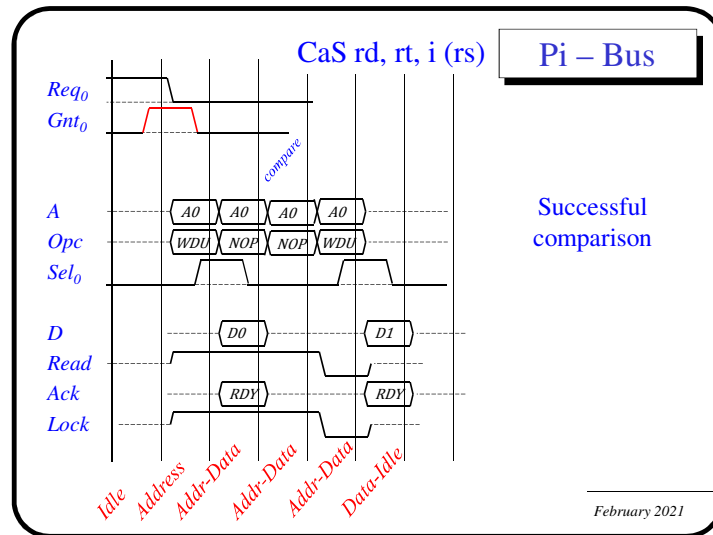 CaS rd, rt, i (rs)
Pi – Bus
Req0
Gnt0
compare
A A0 A0 A0 A0
Opc WDU NOP NOP WDU
Sel0
Successful
comparison
D D0 D1
Read
Ack RDY RDY
Lock
Idle
Address
Addr-Data
Addr-Data
Addr-Data
Data-Idle
February 2021